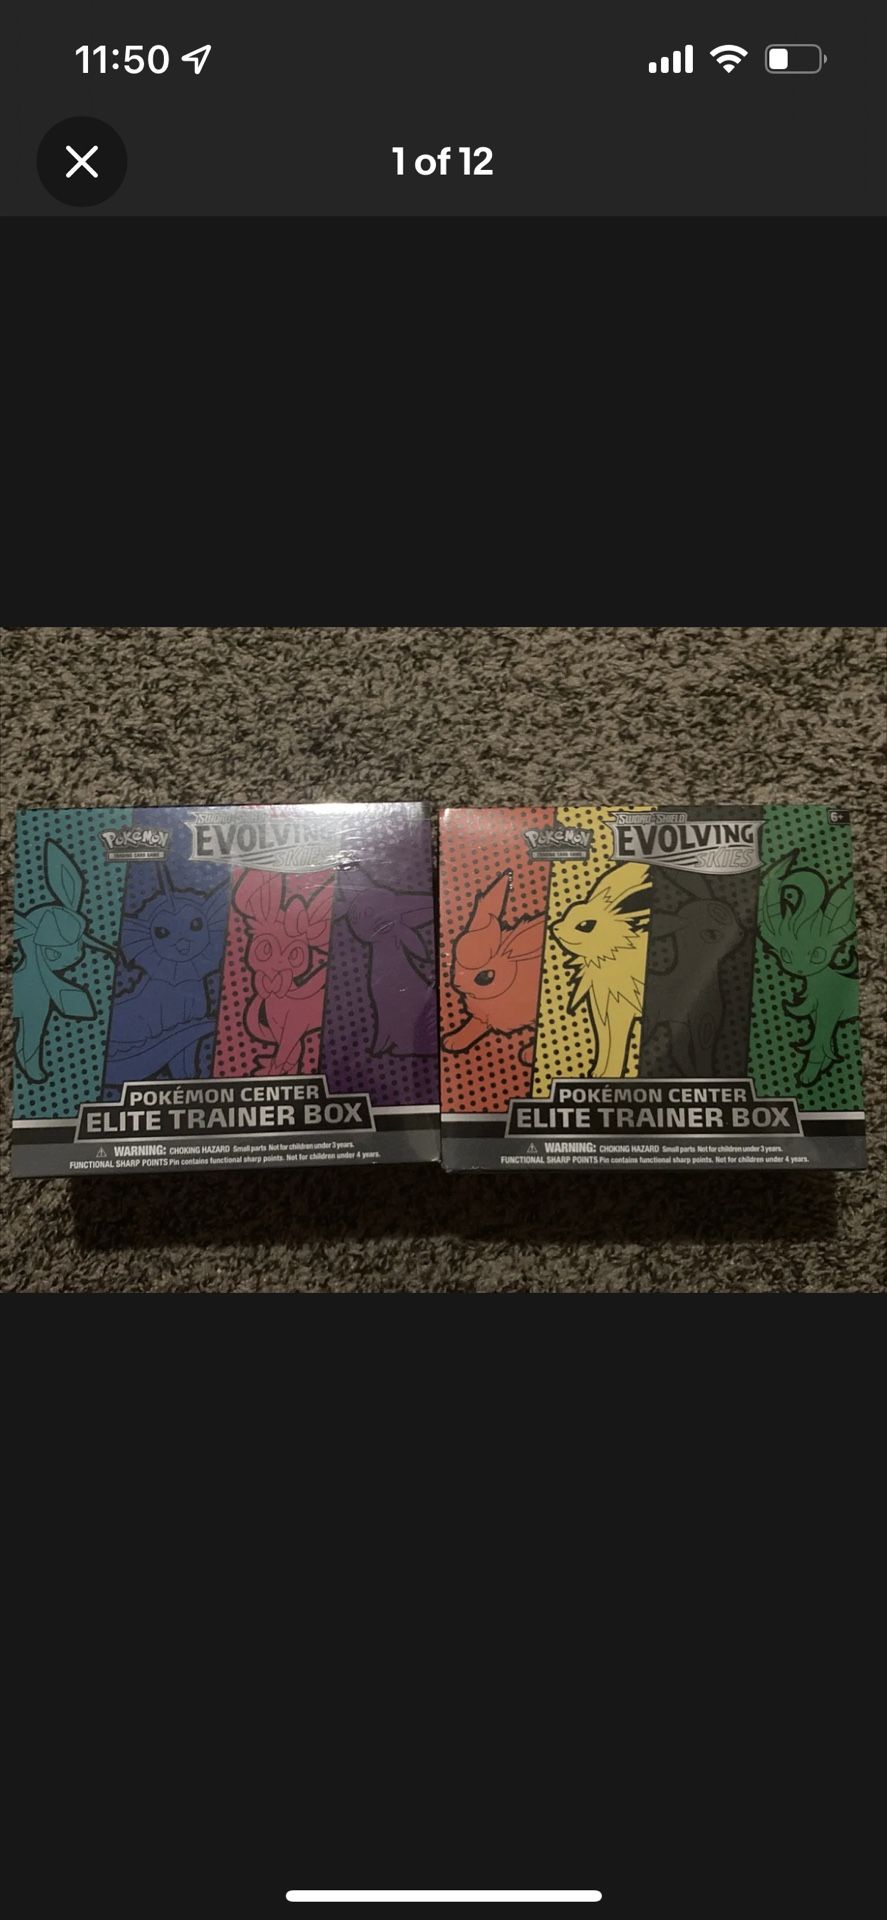 11:50
1 of 12
POKÉMON
TRADING CARD GAME
SWORD & SHIELD
EVOLVING
SKIES
POKÉMON CENTER
ELITE TRAINER BOX
WARNING: CHOKING HAZARD Small parts Not for children under 3 years.
FUNCTIONAL SHARP POINTS Pin contains functional sharp points. Not for children under 4 years.
POKÉMON
TRADING CARD GAME
SWORD & SHIELD
EVOLVING
SKIES
6+
POKÉMON CENTER
ELITE TRAINER BOX
WARNING: CHOKING HAZARD Small parts Not for children under 3 years.
FUNCTIONAL SHARP POINTS Pin contains functional sharp points. Not for children under 4 years.